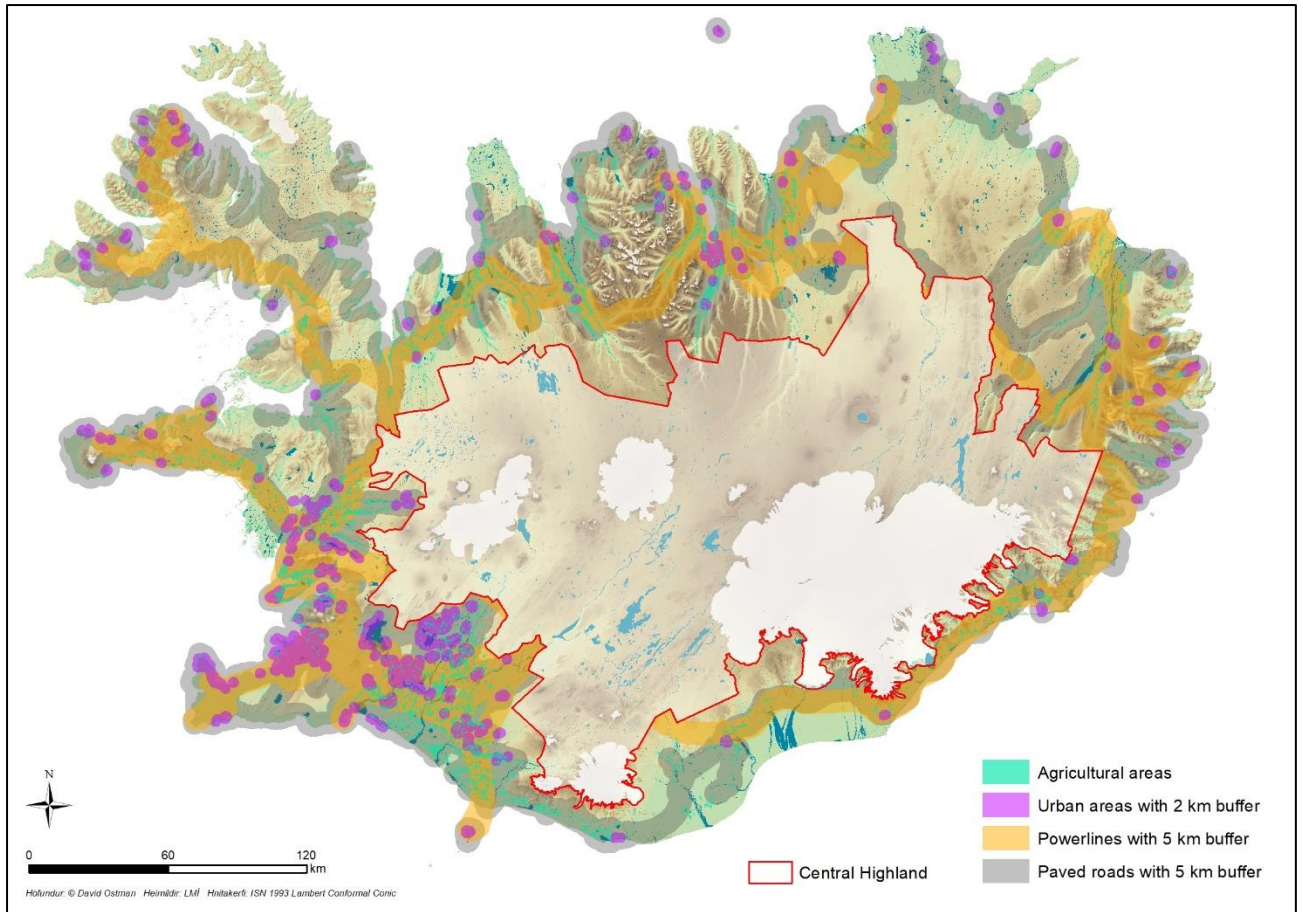 Agricultural areas
Urban areas with 2 km buffer
Powerlines with 5 km buffer
Central Highland
Paved roads with 5 km buffer
N
0 60 120
km
Höfundur: © David Ostman Heimildir: LMÍ Hnitakerfi: ISN 1993 Lambert Conformal Conic